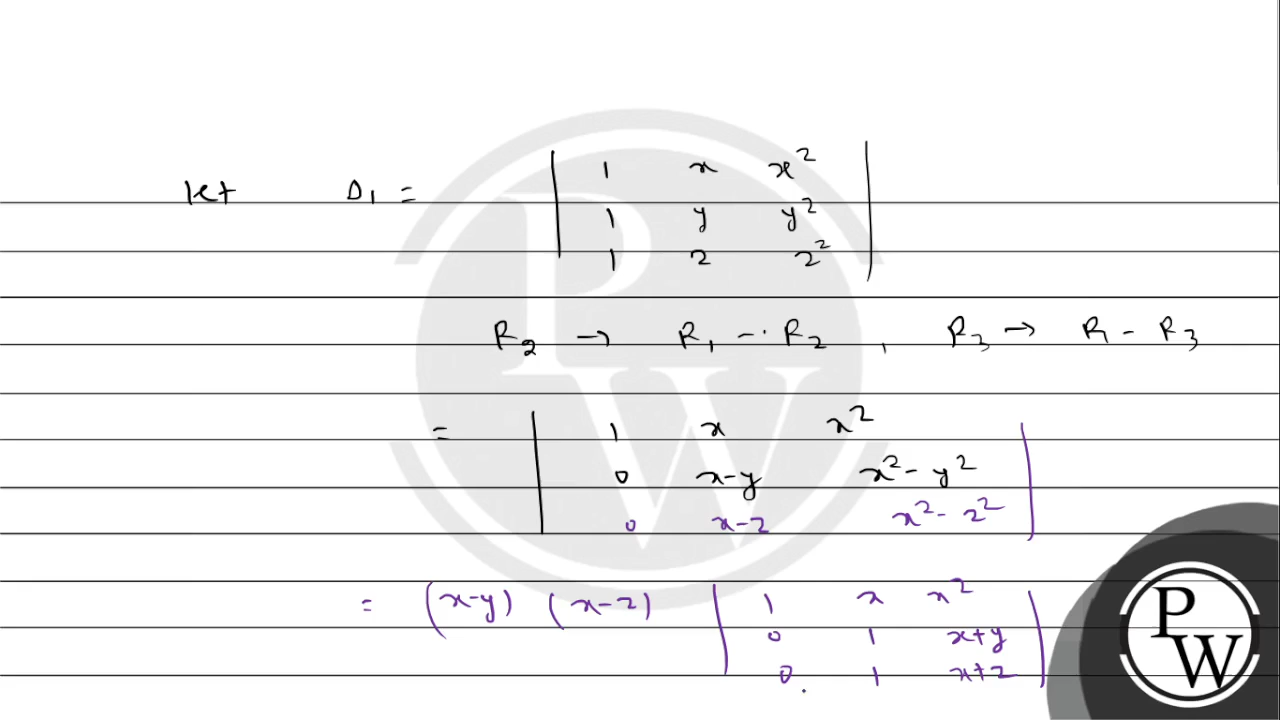 let Δ₁ = | 1 x x² |
| 1 y y² |
| 1 z z² |
R₂ → R₁ - R₂ , R₃ → R₁ - R₃
= | 1 x x² |
| 0 x-y x²-y² |
| 0 x-z x²-z² |
= (x-y) (x-z) | 1 x x² |
| 0 1 x+y |
| 0 1 x+z |
P
W
P
W